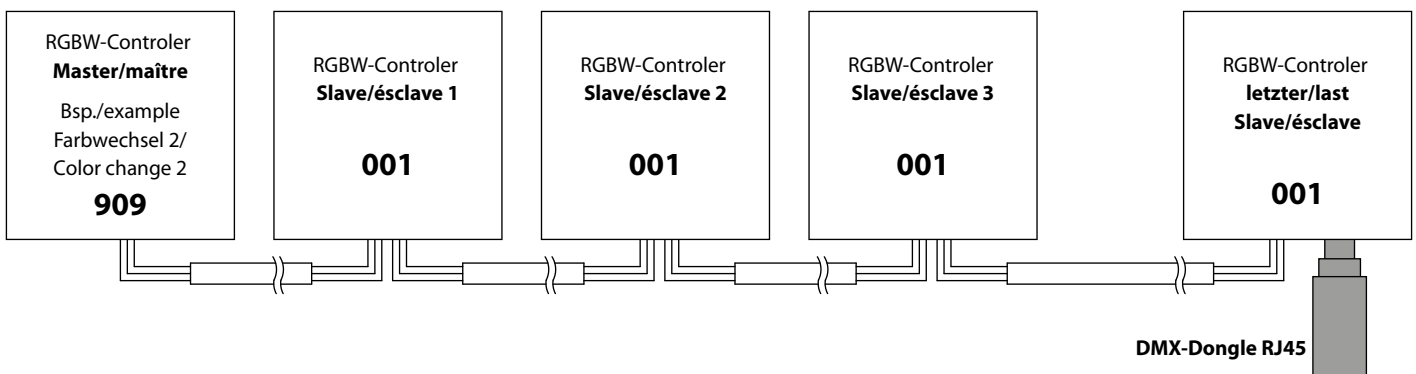 RGBW-Controler
Master/maître
Bsp./example
Farbwechsel 2/
Color change 2
909
RGBW-Controler
Slave/ésclave 1
001
RGBW-Controler
Slave/ésclave 2
001
RGBW-Controler
Slave/ésclave 3
001
RGBW-Controler
letzter/last
Slave/ésclave
001
DMX-Dongle RJ45